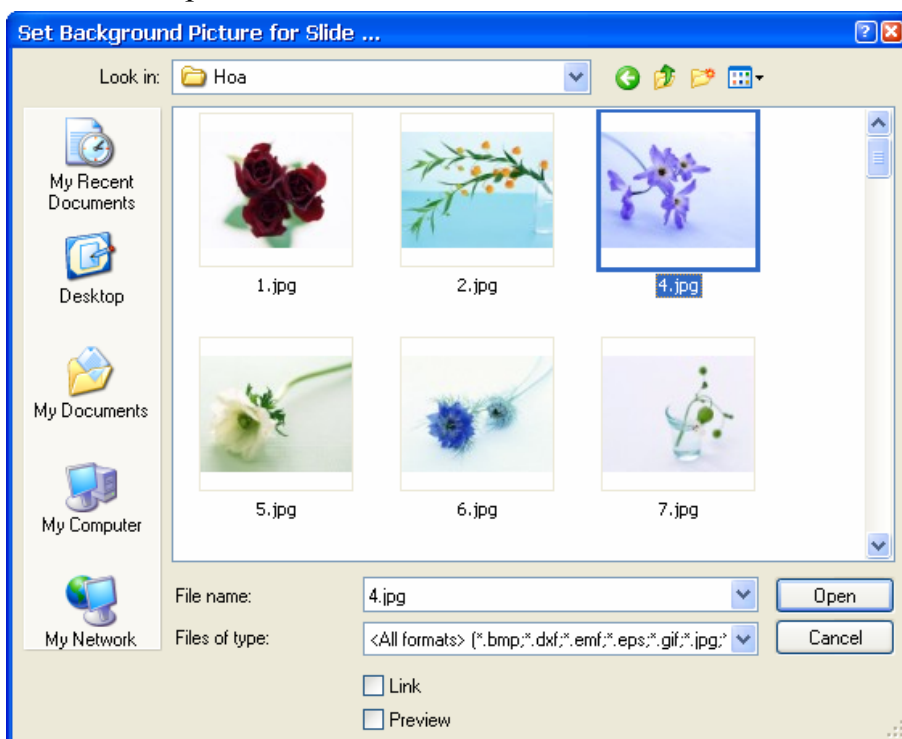 Set Background Picture for Slide ...
Look in: Hoa
My Recent
Documents
Desktop
My Documents
My Computer
My Network
1.jpg 2.jpg 4.jpg
5.jpg 6.jpg 7.jpg
File name: 4.jpg Open
Files of type: <All formats> (*.bmp;*.dxf;*.emf;*.eps;*.gif;*.jpg;* Cancel
Link
Preview